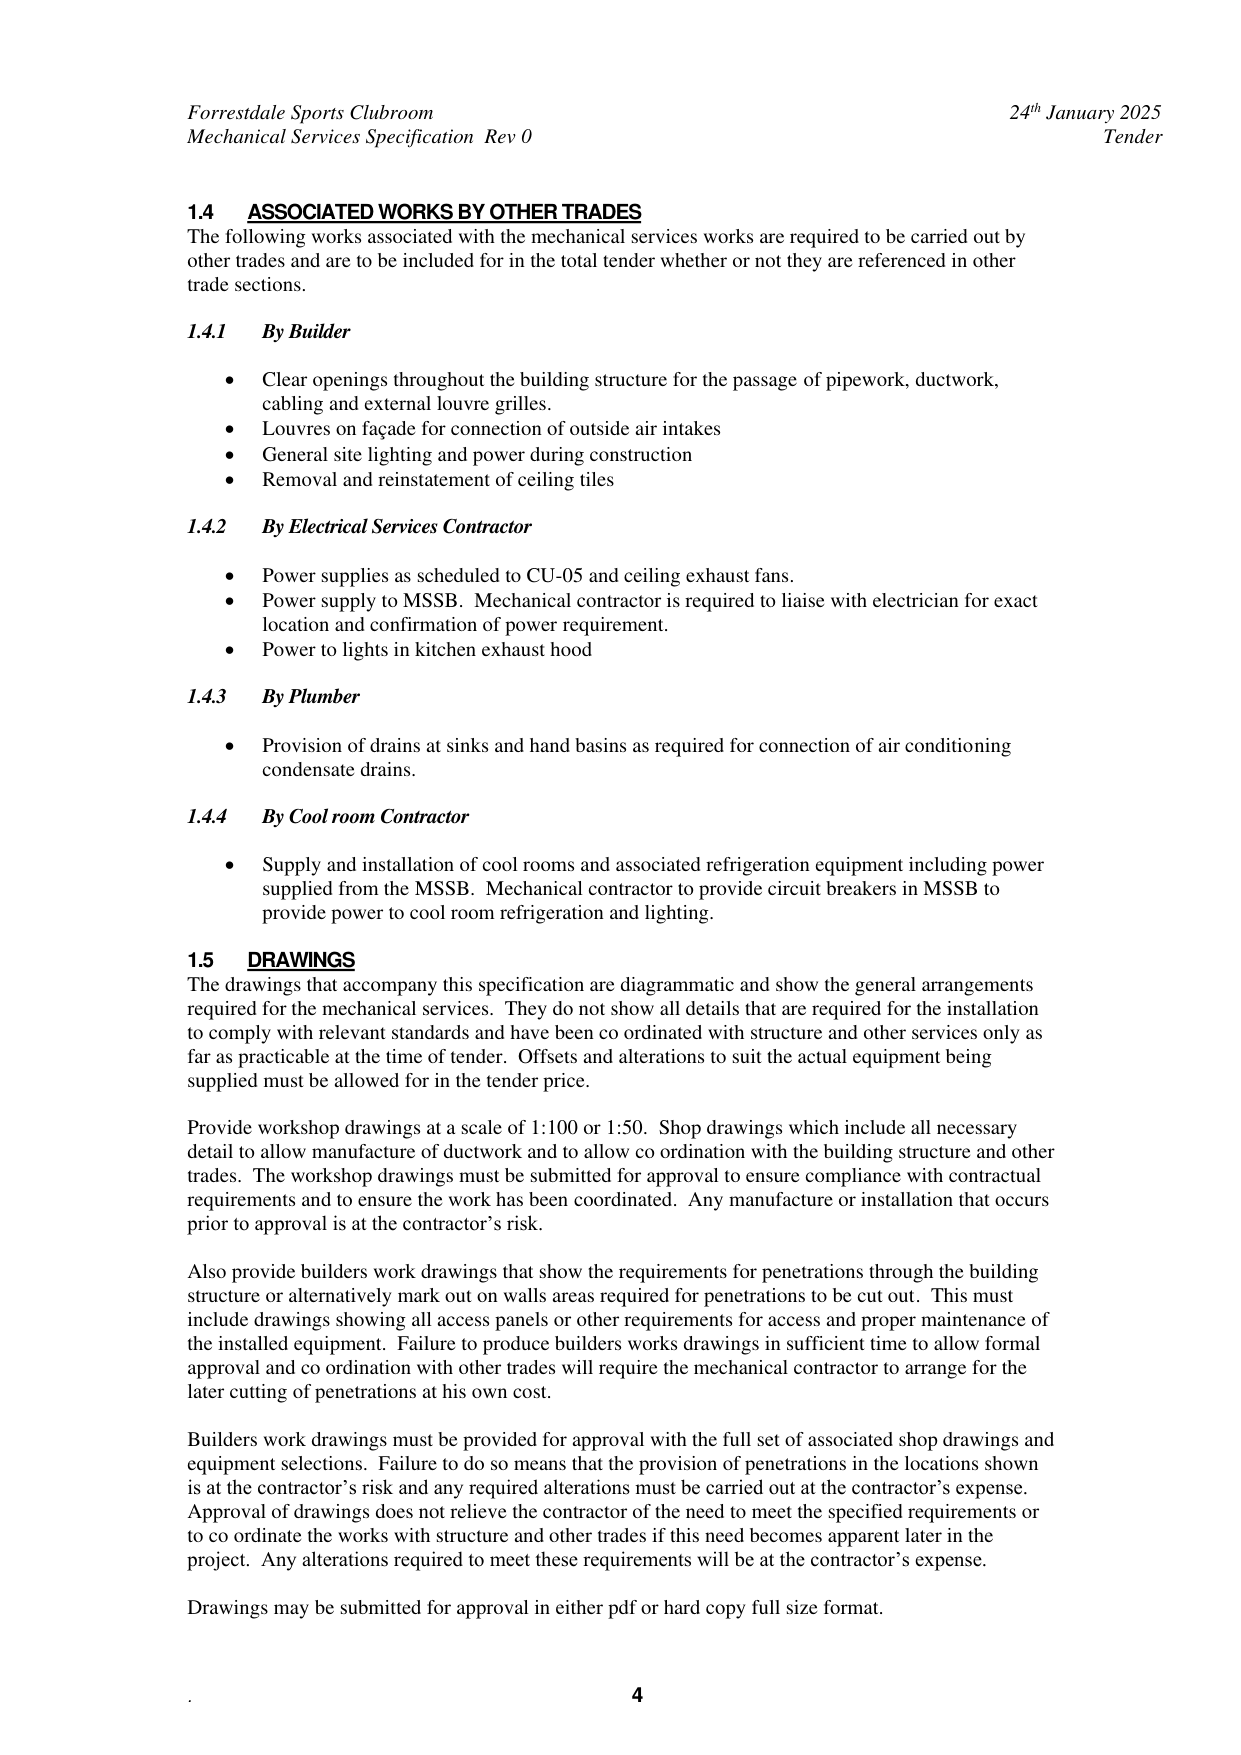 Forrestdale Sports Clubroom 24th January 2025
Mechanical Services Specification Rev 0 Tender
1.4 ASSOCIATED WORKS BY OTHER TRADES
The following works associated with the mechanical services works are required to be carried out by
other trades and are to be included for in the total tender whether or not they are referenced in other
trade sections.
1.4.1 By Builder
• Clear openings throughout the building structure for the passage of pipework, ductwork,
cabling and external louvre grilles.
• Louvres on façade for connection of outside air intakes
• General site lighting and power during construction
• Removal and reinstatement of ceiling tiles
1.4.2 By Electrical Services Contractor
• Power supplies as scheduled to CU-05 and ceiling exhaust fans.
• Power supply to MSSB. Mechanical contractor is required to liaise with electrician for exact
location and confirmation of power requirement.
• Power to lights in kitchen exhaust hood
1.4.3 By Plumber
• Provision of drains at sinks and hand basins as required for connection of air conditioning
condensate drains.
1.4.4 By Cool room Contractor
• Supply and installation of cool rooms and associated refrigeration equipment including power
supplied from the MSSB. Mechanical contractor to provide circuit breakers in MSSB to
provide power to cool room refrigeration and lighting.
1.5 DRAWINGS
The drawings that accompany this specification are diagrammatic and show the general arrangements
required for the mechanical services. They do not show all details that are required for the installation
to comply with relevant standards and have been co ordinated with structure and other services only as
far as practicable at the time of tender. Offsets and alterations to suit the actual equipment being
supplied must be allowed for in the tender price.
Provide workshop drawings at a scale of 1:100 or 1:50. Shop drawings which include all necessary
detail to allow manufacture of ductwork and to allow co ordination with the building structure and other
trades. The workshop drawings must be submitted for approval to ensure compliance with contractual
requirements and to ensure the work has been coordinated. Any manufacture or installation that occurs
prior to approval is at the contractor’s risk.
Also provide builders work drawings that show the requirements for penetrations through the building
structure or alternatively mark out on walls areas required for penetrations to be cut out. This must
include drawings showing all access panels or other requirements for access and proper maintenance of
the installed equipment. Failure to produce builders works drawings in sufficient time to allow formal
approval and co ordination with other trades will require the mechanical contractor to arrange for the
later cutting of penetrations at his own cost.
Builders work drawings must be provided for approval with the full set of associated shop drawings and
equipment selections. Failure to do so means that the provision of penetrations in the locations shown
is at the contractor’s risk and any required alterations must be carried out at the contractor’s expense.
Approval of drawings does not relieve the contractor of the need to meet the specified requirements or
to co ordinate the works with structure and other trades if this need becomes apparent later in the
project. Any alterations required to meet these requirements will be at the contractor’s expense.
Drawings may be submitted for approval in either pdf or hard copy full size format.
. 4